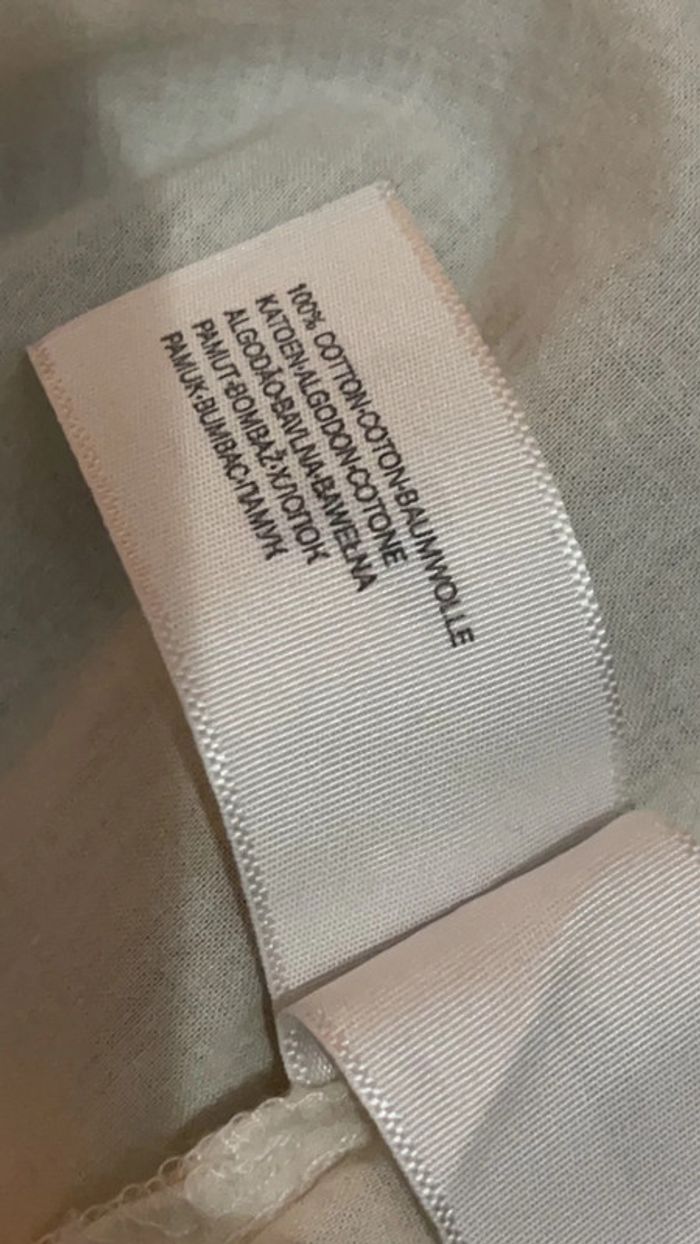 100% COTTON•COTON•BAUMWOLLE
KATOEN•ALGODON•COTONE
ALGODÃO•BAVLNA•BAWEŁNA
PAMUT•BOMBAŽ•ХЛОПОК
PAMUK•BUMBAC•ПАМУК